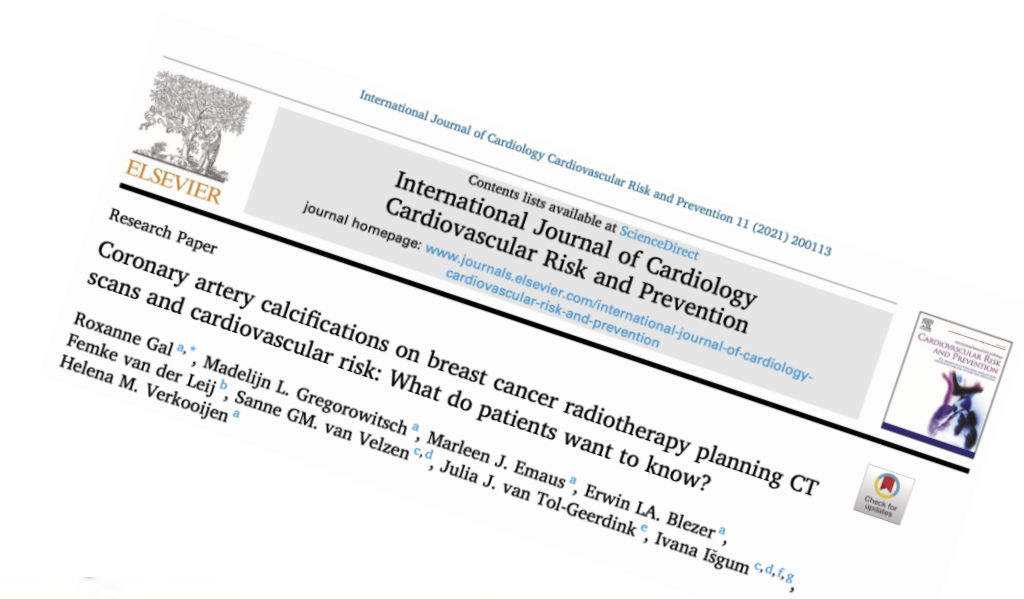 International Journal of Cardiology Cardiovascular Risk and Prevention 11 (2021) 200113
ELSEVIER
Contents lists available at ScienceDirect
International Journal of Cardiology
Cardiovascular Risk and Prevention
journal homepage: www.journals.elsevier.com/international-journal-of-cardiology-
cardiovascular-risk-and-prevention
CARDIOVASCULAR RISK
AND PREVENTION
Research Paper
Coronary artery calcifications on breast cancer radiotherapy planning CT
scans and cardiovascular risk: What do patients want to know?
Check for
updates
Roxanne Gal a,*, Madelijn L. Gregorowitsch a, Marleen J. Emaus a, Erwin LA. Blezer a,
Femke van der Leij b, Sanne GM. van Velzen c,d, Julia J. van Tol-Geerdink e, Ivana Išgum c,d,f,g,
Helena M. Verkooijen a